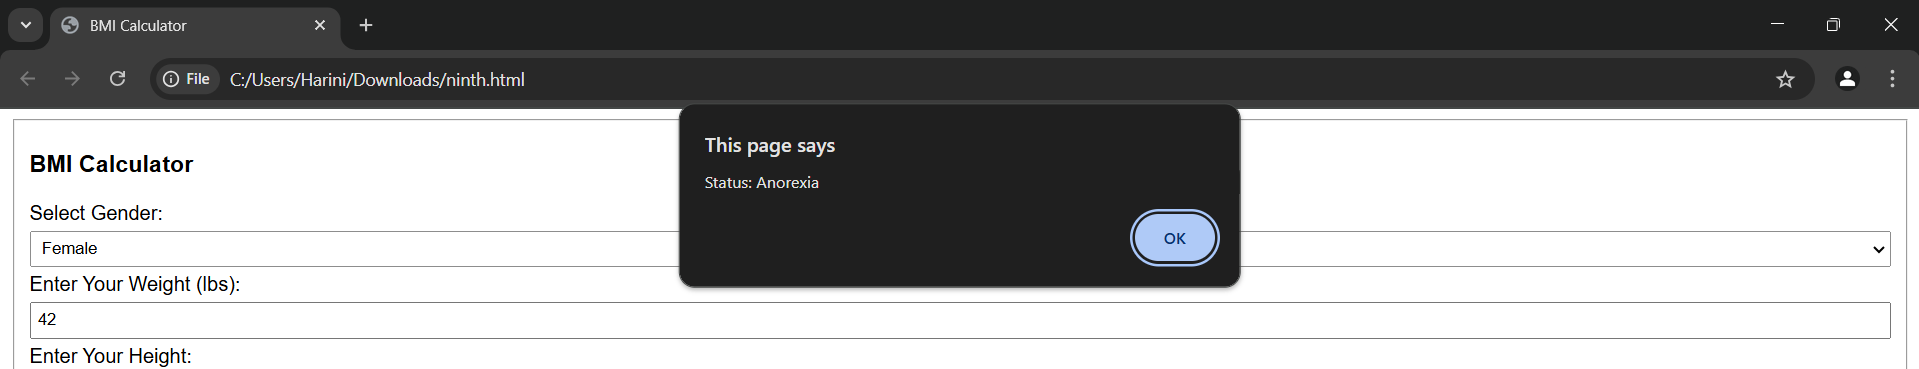 BMI Calculator
File C:/Users/Harini/Downloads/ninth.html
This page says
Status: Anorexia
OK
BMI Calculator
Select Gender:
Female
Enter Your Weight (lbs):
42
Enter Your Height: